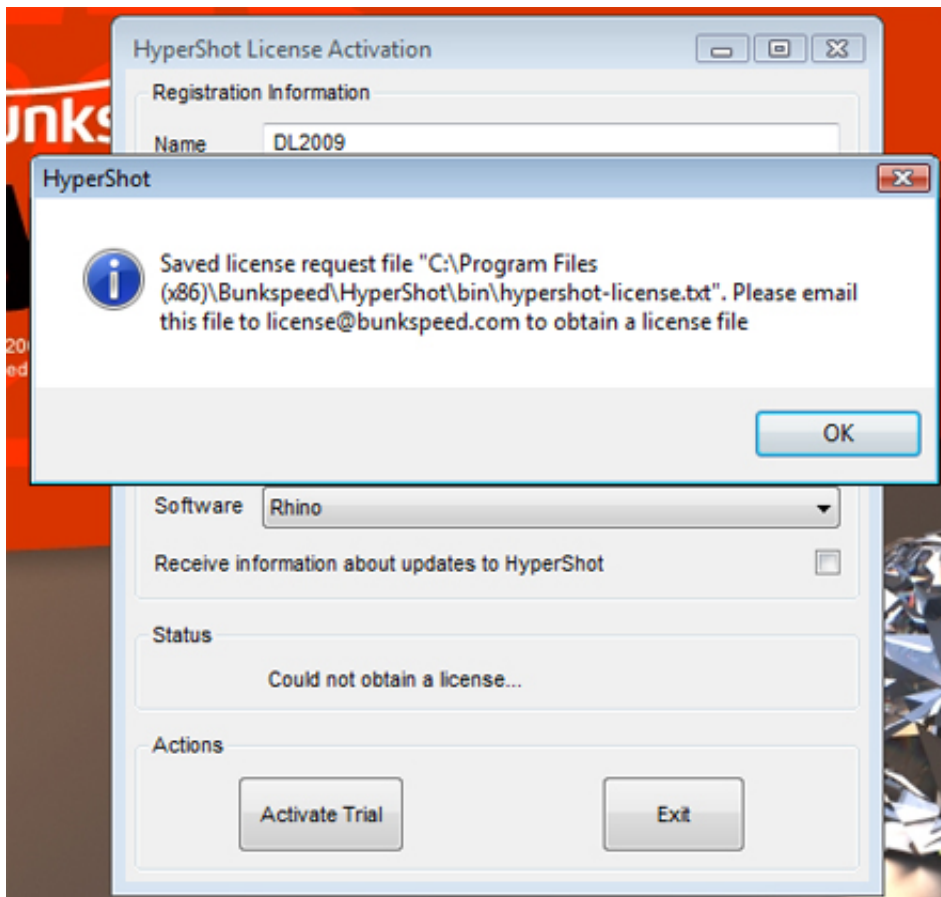 HyperShot License Activation
Registration Information
Name DL2009
HyperShot
Saved license request file "C:\Program Files
(x86)\Bunkspeed\HyperShot\bin\hypershot-license.txt". Please email
this file to license@bunkspeed.com to obtain a license file
OK
Software Rhino
Receive information about updates to HyperShot
Status
Could not obtain a license...
Actions
Activate Trial Exit